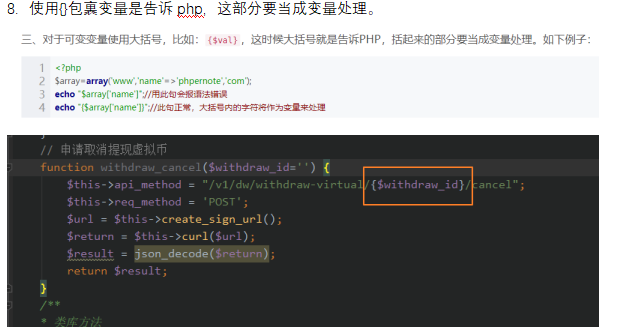 8. 使用{}包裹变量是告诉 php, 这部分要当成变量处理。
三、对于可变变量使用大括号，比如： {$val} ，这时候大括号就是告诉PHP，括起来的部分要当成变量处理。如下例子：
1 <?php
2 $array=array('www','name'=>'phpernote','com');
3 echo "$array['name']";//用此句会报语法错误
4 echo "{$array['name']}";//此句正常，大括号内的字符将作为变量来处理
}
// 申请取消提现虚拟币
function withdraw_cancel($withdraw_id='') {
$this->api_method = "/v1/dw/withdraw-virtual/{$withdraw_id}/cancel";
$this->req_method = 'POST';
$url = $this->create_sign_url();
$return = $this->curl($url);
$result = json_decode($return);
return $result;
}
/**
* 类库方法